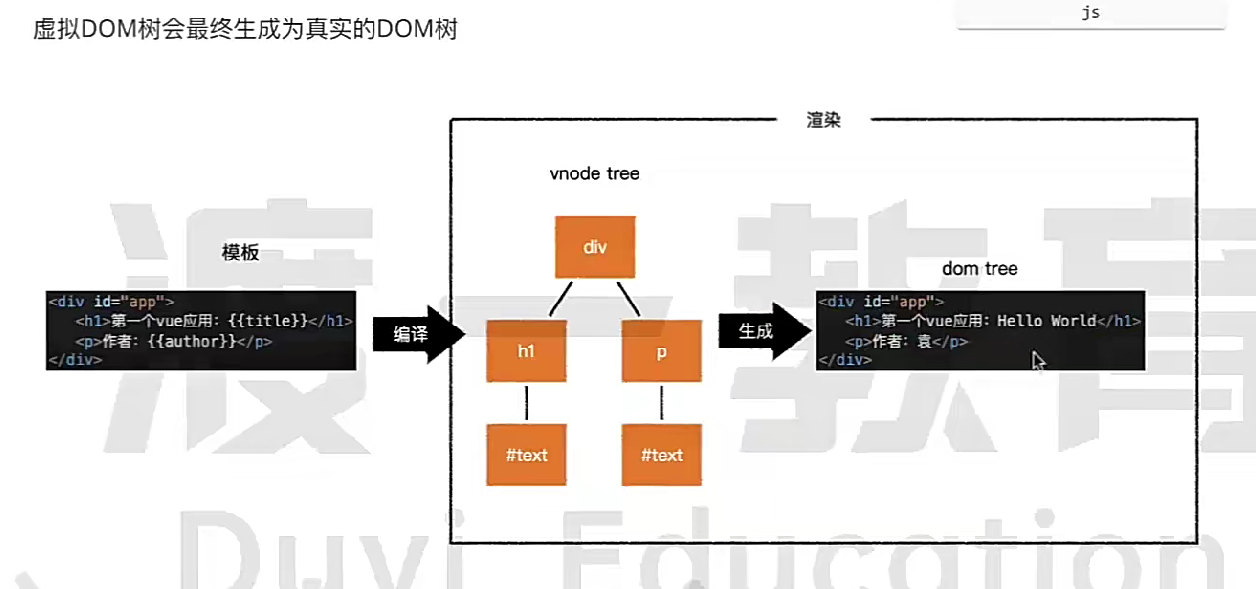 虚拟DOM树会最终生成为真实的DOM树
js
渲染
vnode tree
div
模板
dom tree
<div id="app">
<h1>第一个vue应用: {{title}}</h1>
<p>作者: {{author}}</p>
</div>
编译
h1
p
生成
<div id="app">
<h1>第一个vue应用: Hello World</h1>
<p>作者: 袁</p>
</div>
#text
#text
渡 教育
Duyi Education